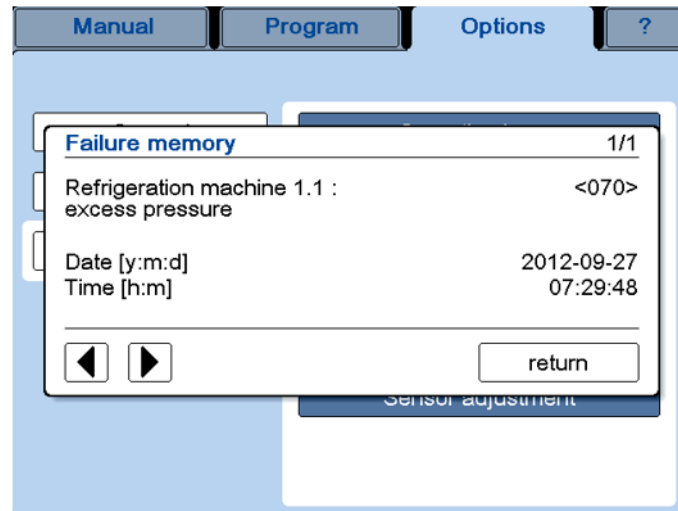 Manual Program Options ?
Failure memory 1/1
Refrigeration machine 1.1 : <070>
excess pressure
Date [y:m:d] 2012-09-27
Time [h:m] 07:29:48
return
Sensor adjustment